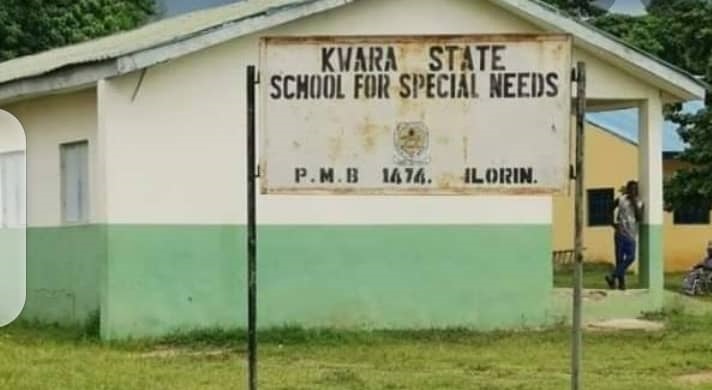 KWARA STATE
SCHOOL FOR SPECIAL NEEDS
P.M.B 1474. ILORIN.